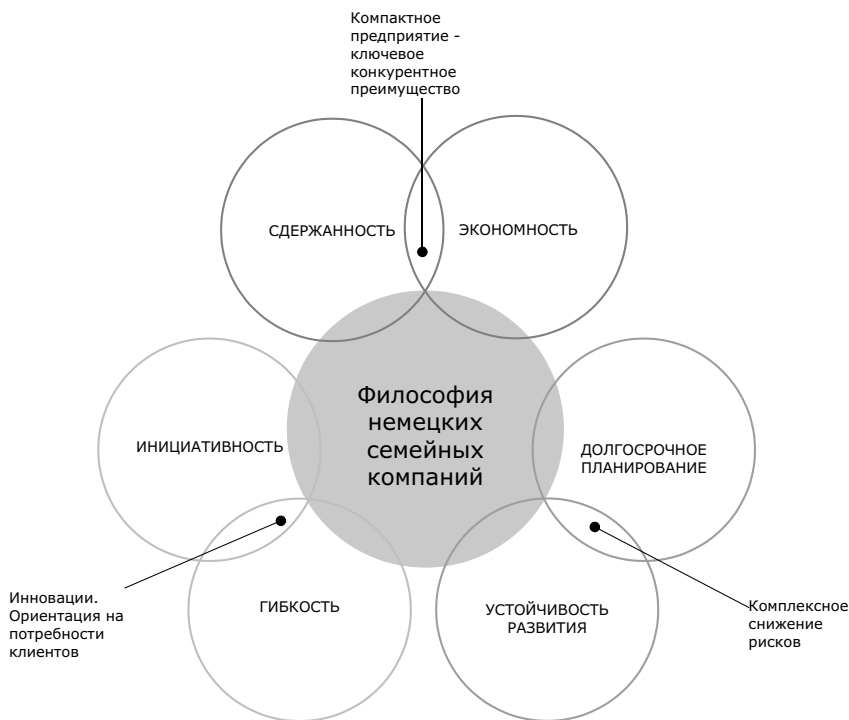 Компактное
предприятие -
ключевое
конкурентное
преимущество
СДЕРЖАННОСТЬ
ЭКОНОМНОСТЬ
Философия
немецких
семейных
компаний
ИНИЦИАТИВНОСТЬ
ДОЛГОСРОЧНОЕ
ПЛАНИРОВАНИЕ
Инновации.
Ориентация на
потребности
клиентов
ГИБКОСТЬ
УСТОЙЧИВОСТЬ
РАЗВИТИЯ
Комплексное
снижение
рисков